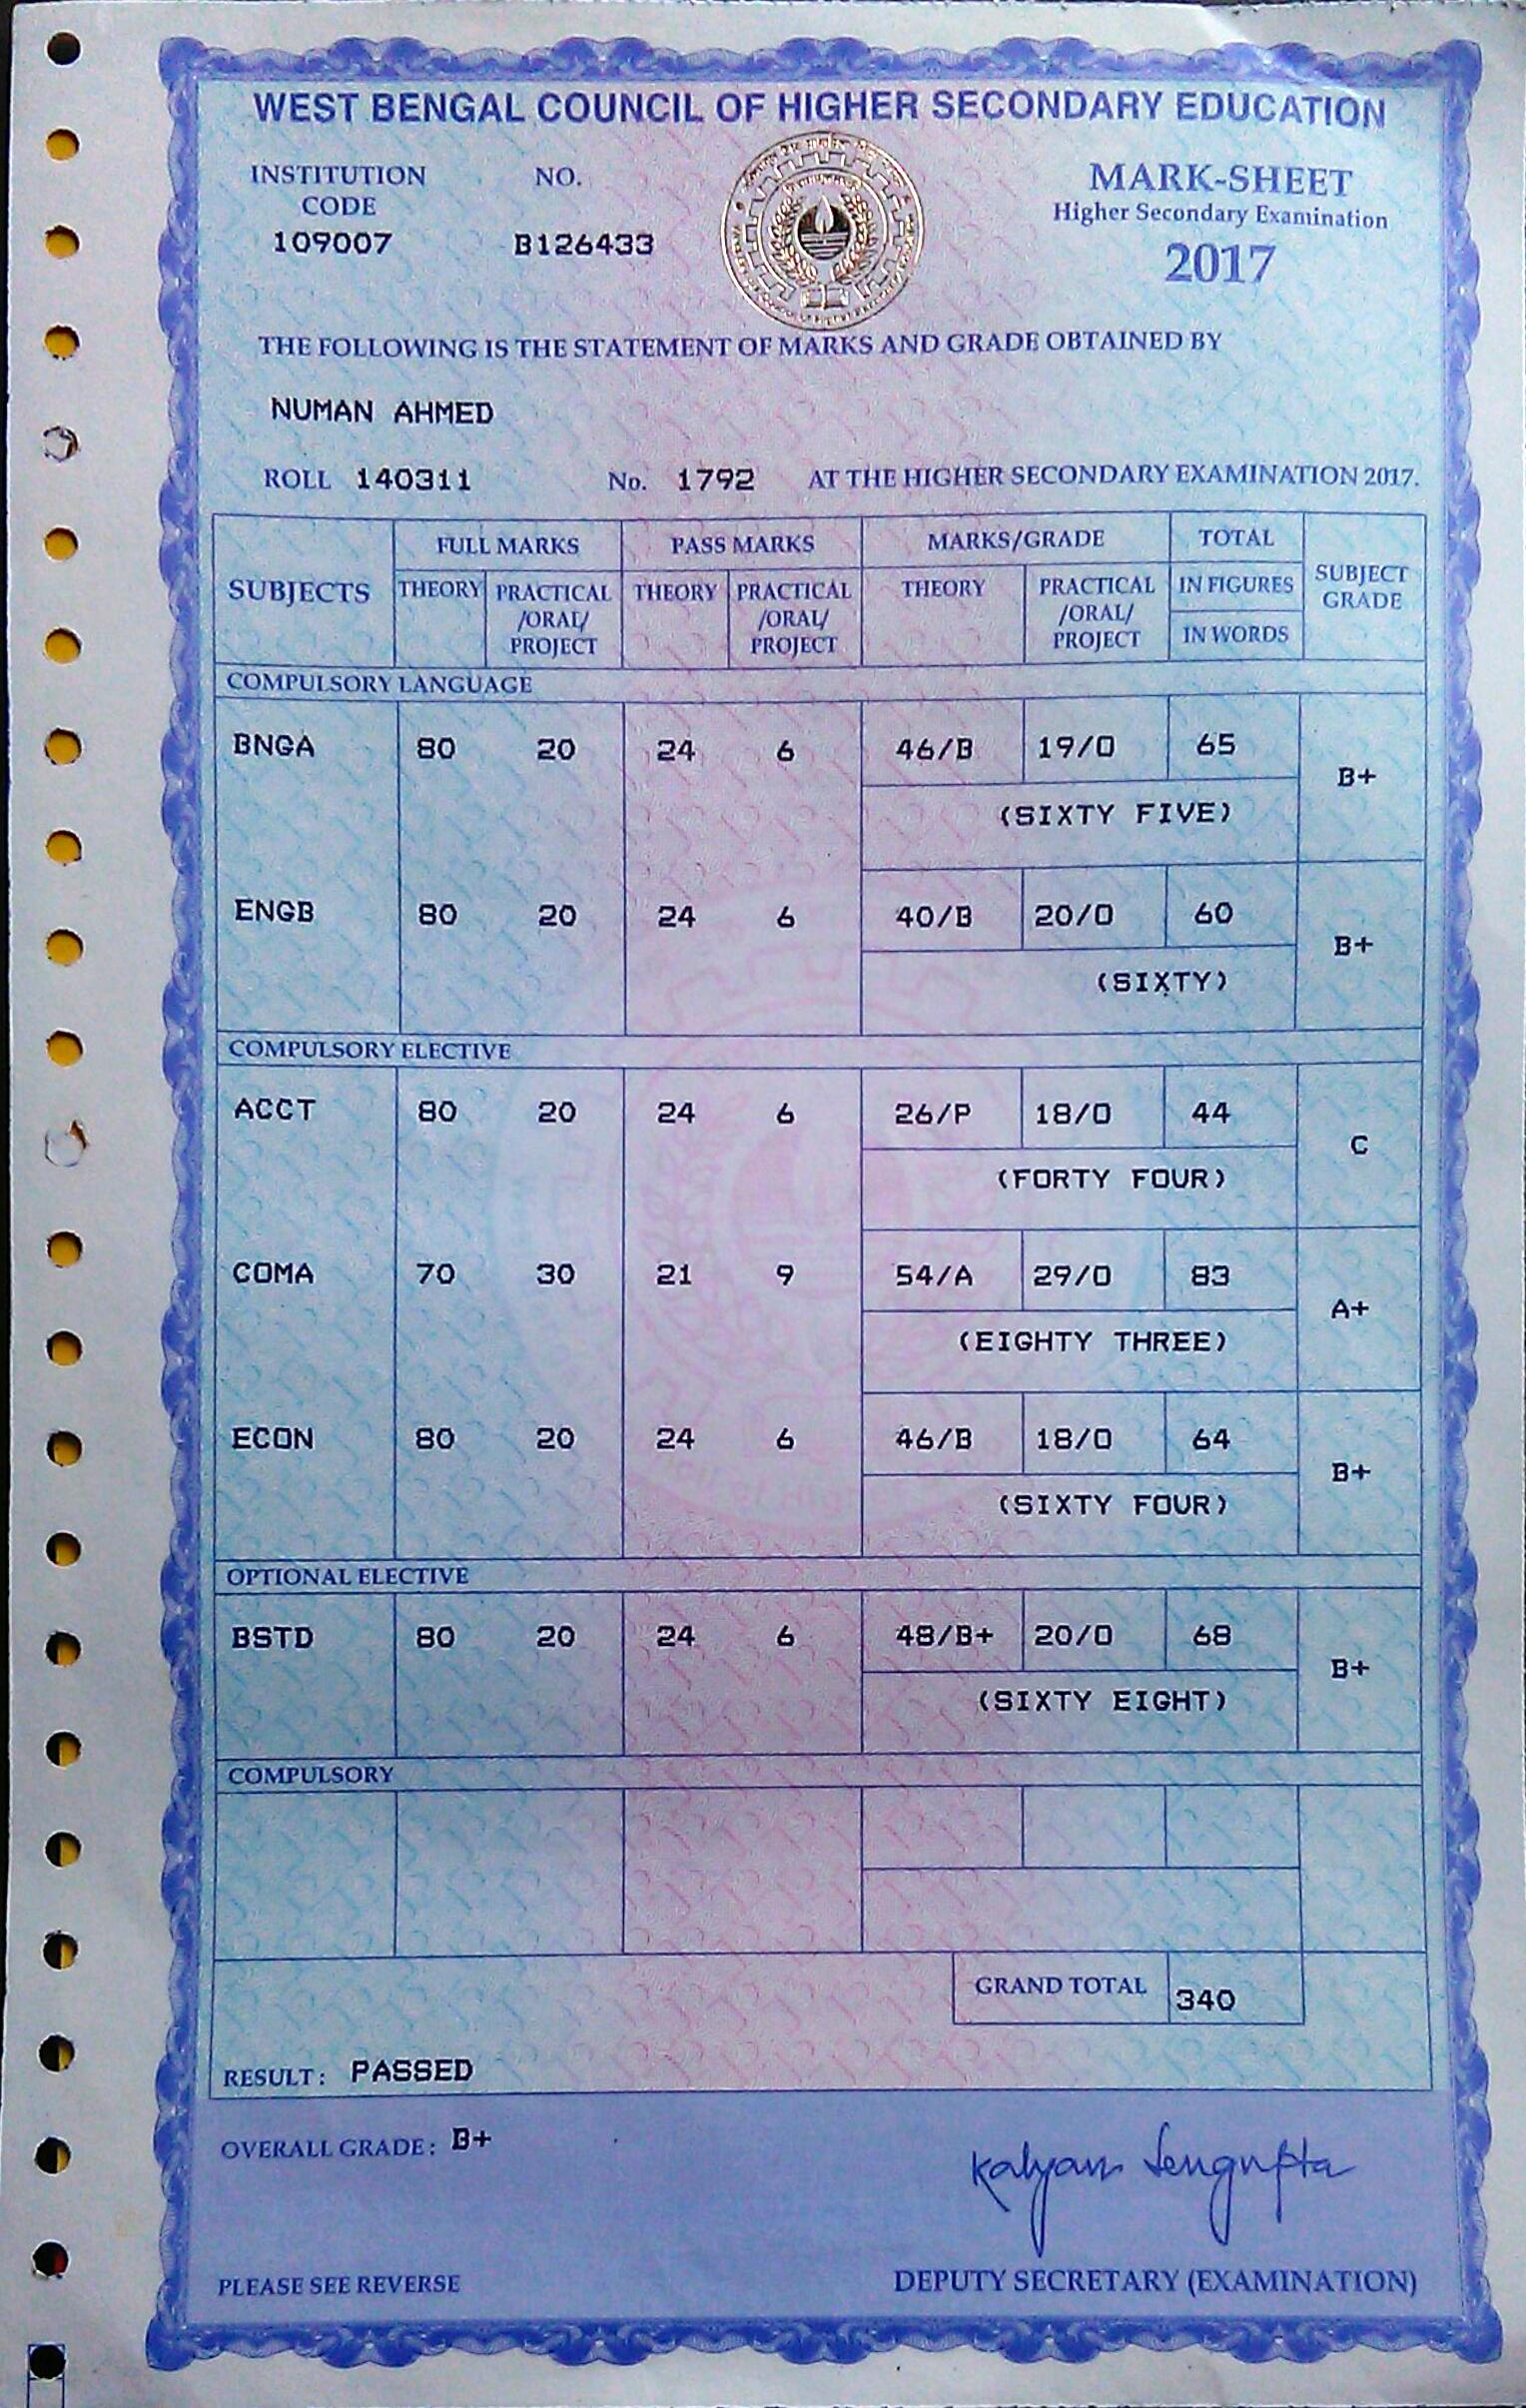 WEST BENGAL COUNCIL OF HIGHER SECONDARY EDUCATION
INSTITUTION CODE
109007
NO.
B126433
MARK-SHEET
Higher Secondary Examination
2017
THE FOLLOWING IS THE STATEMENT OF MARKS AND GRADE OBTAINED BY
NUMAN AHMED
ROLL 140311 No. 1792 AT THE HIGHER SECONDARY EXAMINATION 2017.
SUBJECTS FULL MARKS PASS MARKS MARKS/GRADE TOTAL SUBJECT GRADE
THEORY PRACTICAL /ORAL/ PROJECT THEORY PRACTICAL /ORAL/ PROJECT THEORY PRACTICAL /ORAL/ PROJECT IN FIGURES IN WORDS
COMPULSORY LANGUAGE
BNGA 80 20 24 6 46/B 19/O 65 B+
(SIXTY FIVE)
ENGB 80 20 24 6 40/B 20/O 60 B+
(SIXTY)
COMPULSORY ELECTIVE
ACCT 80 20 24 6 26/P 18/O 44 C
(FORTY FOUR)
COMA 70 30 21 9 54/A 29/O 83 A+
(EIGHTY THREE)
ECON 80 20 24 6 46/B 18/O 64 B+
(SIXTY FOUR)
OPTIONAL ELECTIVE
BSTD 80 20 24 6 48/B+ 20/O 68 B+
(SIXTY EIGHT)
COMPULSORY
GRAND TOTAL 340
RESULT: PASSED
OVERALL GRADE: B+
Kalyan Sengupta
PLEASE SEE REVERSE
DEPUTY SECRETARY (EXAMINATION)